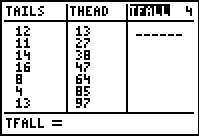 TAILS THEAD TFALL 4
12 13 ------
11 27
14 38
16 47
8 64
4 85
13 97
TFALL =